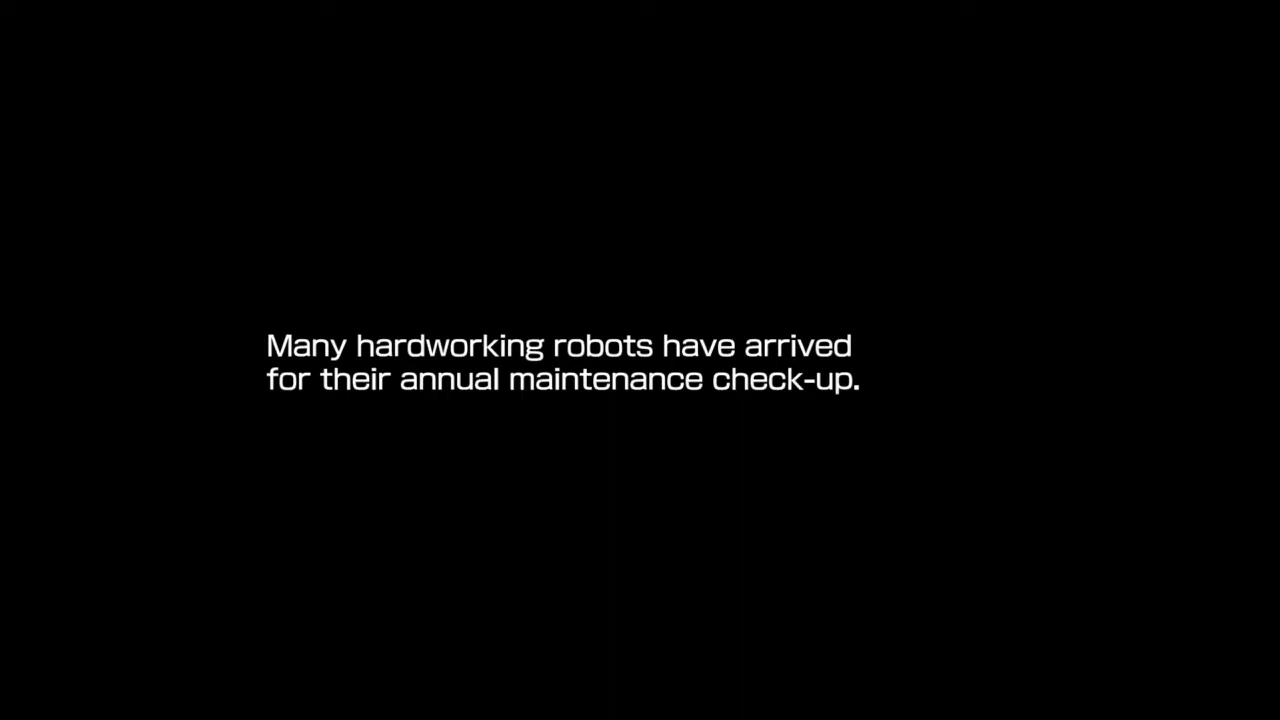 Many hardworking robots have arrived
for their annual maintenance check-up.